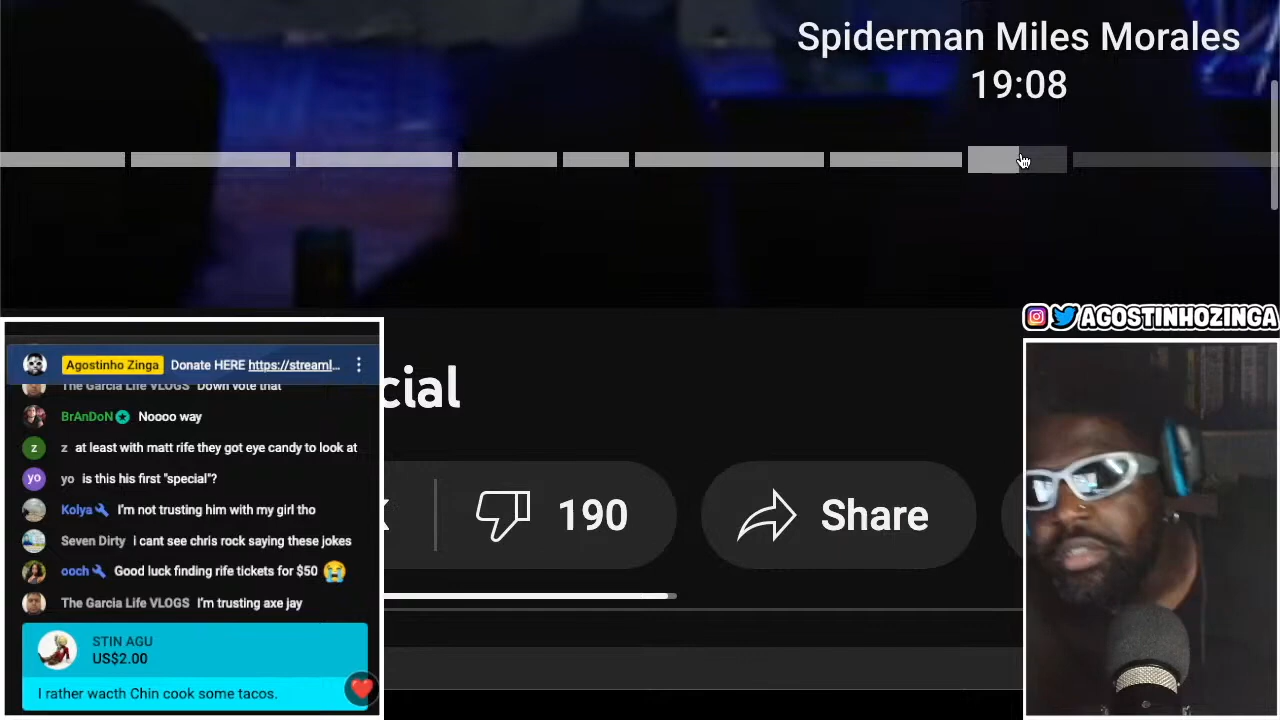 Spiderman Miles Morales
19:08
AGOSTINHOZINGA
Agostinho Zinga Donate HERE https://streaml...
The Garcia Life VLOGS Down vote that
BrAnDoN Noooo way
z z at least with matt rife they got eye candy to look at
yo yo is this his first "special"?
Kolya I'm not trusting him with my girl tho
Seven Dirty i cant see chris rock saying these jokes
ooch Good luck finding rife tickets for $50 😭
The Garcia Life VLOGS I'm trusting axe jay
STIN AGU
US$2.00
I rather wacth Chin cook some tacos.
cial
190
Share